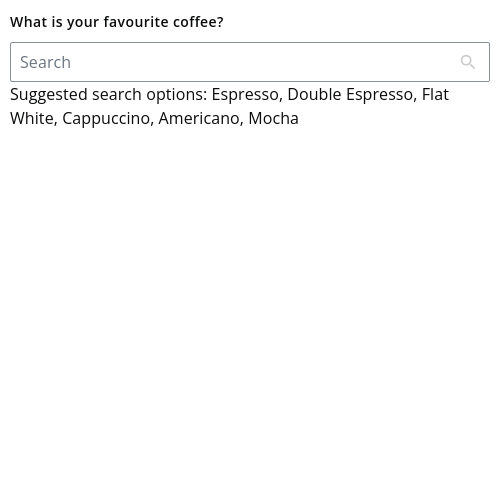 What is your favourite coffee?
Search
Suggested search options: Espresso, Double Espresso, Flat
White, Cappuccino, Americano, Mocha